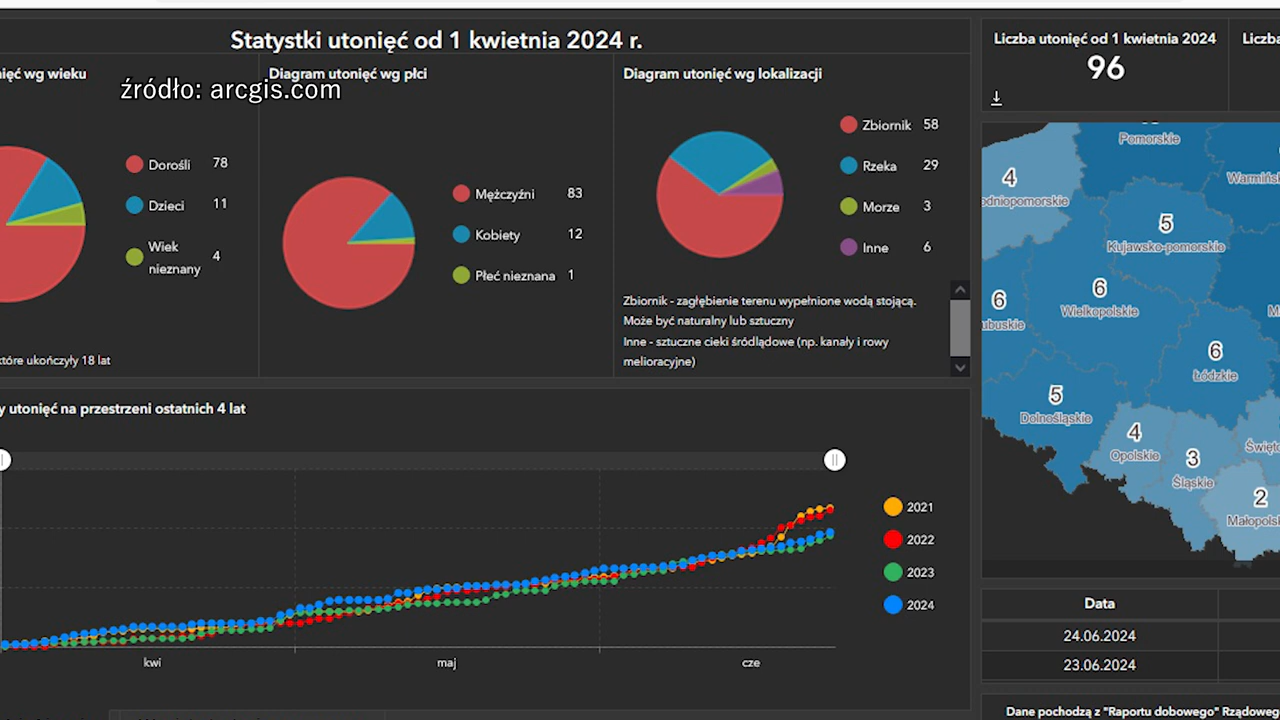 Statystki utonięć od 1 kwietnia 2024 r.
Liczba utonięć od 1 kwietnia 2024
96
źródło: arcgis.com
wg wieku
Dorośli 78
Dzieci 11
Wiek nieznany 4
które ukończyły 18 lat
Diagram utonięć wg płci
Mężczyźni 83
Kobiety 12
Płeć nieznana 1
Diagram utonięć wg lokalizacji
Zbiornik 58
Rzeka 29
Morze 3
Inne 6
Zbiornik - zagłębienie terenu wypełnione wodą stojącą.
Może być naturalny lub sztuczny
Inne - sztuczne cieki śródlądowe (np. kanały i rowy
melioracyjne)
Pomorskie
4
5
Kujawsko-pomorskie
6
6
Wielkopolskie
6
Łódzkie
5
Dolnośląskie
4
Opolskie
3
Śląskie
2
utonięć na przestrzeni ostatnich 4 lat
2021
2022
2023
2024
kwi
maj
cze
Data
24.06.2024
23.06.2024
Dane pochodzą z "Raportu dobowego"